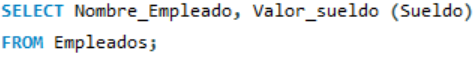 SELECT Nombre_Empleado, Valor_sueldo (Sueldo)
FROM Empleados;